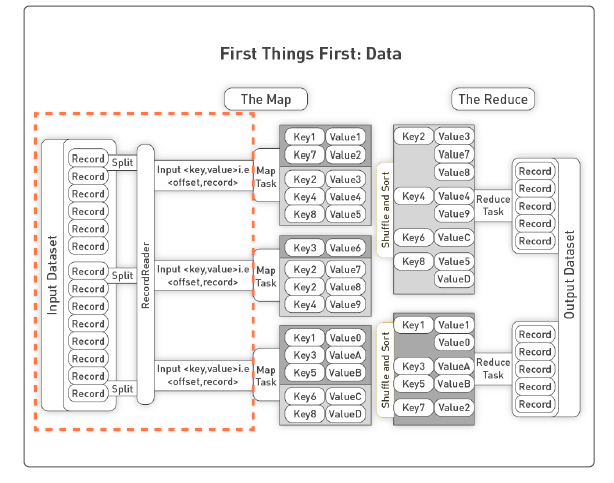 First Things First: Data
The Map
The Reduce
Input Dataset
Record
Record
Record
Record
Record
Record
Record
Record
Record
Record
Record
Record
Record
Record
Split
Split
Split
RecordReader
Input <key,value>i.e
<offset,record>
Input <key,value>i.e
<offset,record>
Input <key,value>i.e
<offset,record>
Map
Task
Map
Task
Map
Task
Key1 Value1
Key7 Value2
Key2 Value3
Key4 Value4
Key8 Value5
Key3 Value6
Key2 Value7
Key2 Value8
Key4 Value9
Key1 Value0
Key3 ValueA
Key5 ValueB
Key6 ValueC
Key8 ValueD
Shuffle and Sort
Shuffle and Sort
Key2 Value3
Value7
Value8
Key4 Value4
Value9
Key6 ValueC
Key8 Value5
ValueD
Key1 Value1
Value0
Key3 ValueA
Key5 ValueB
Key7 Value2
Reduce
Task
Reduce
Task
Record
Record
Record
Record
Record
Record
Record
Record
Record
Record
Output Dataset